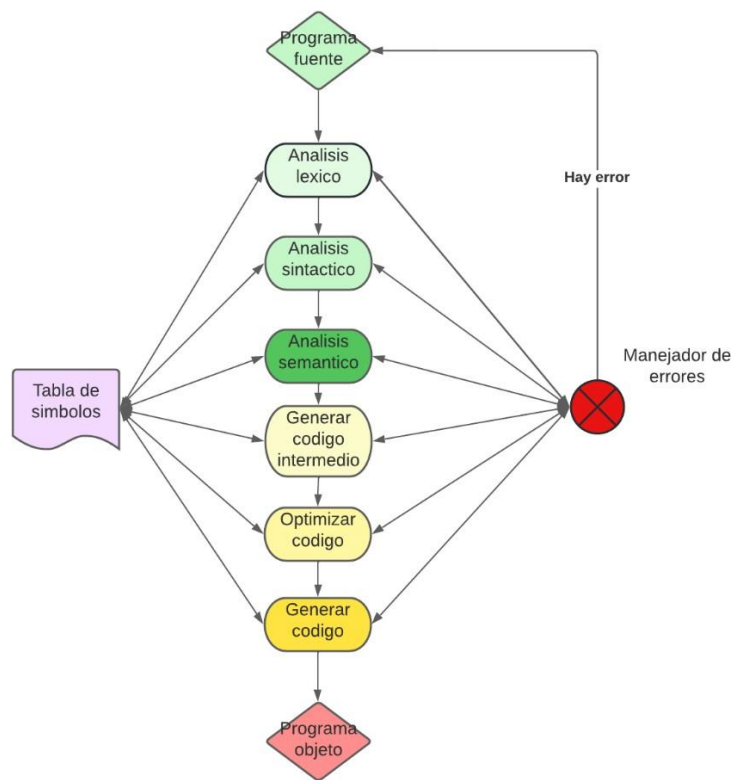 Programa
fuente
Analisis
lexico
Hay error
Analisis
sintactico
Analisis
semantico
Manejador de
errores
Tabla de
simbolos
Generar
codigo
intermedio
Optimizar
codigo
Generar
codigo
Programa
objeto